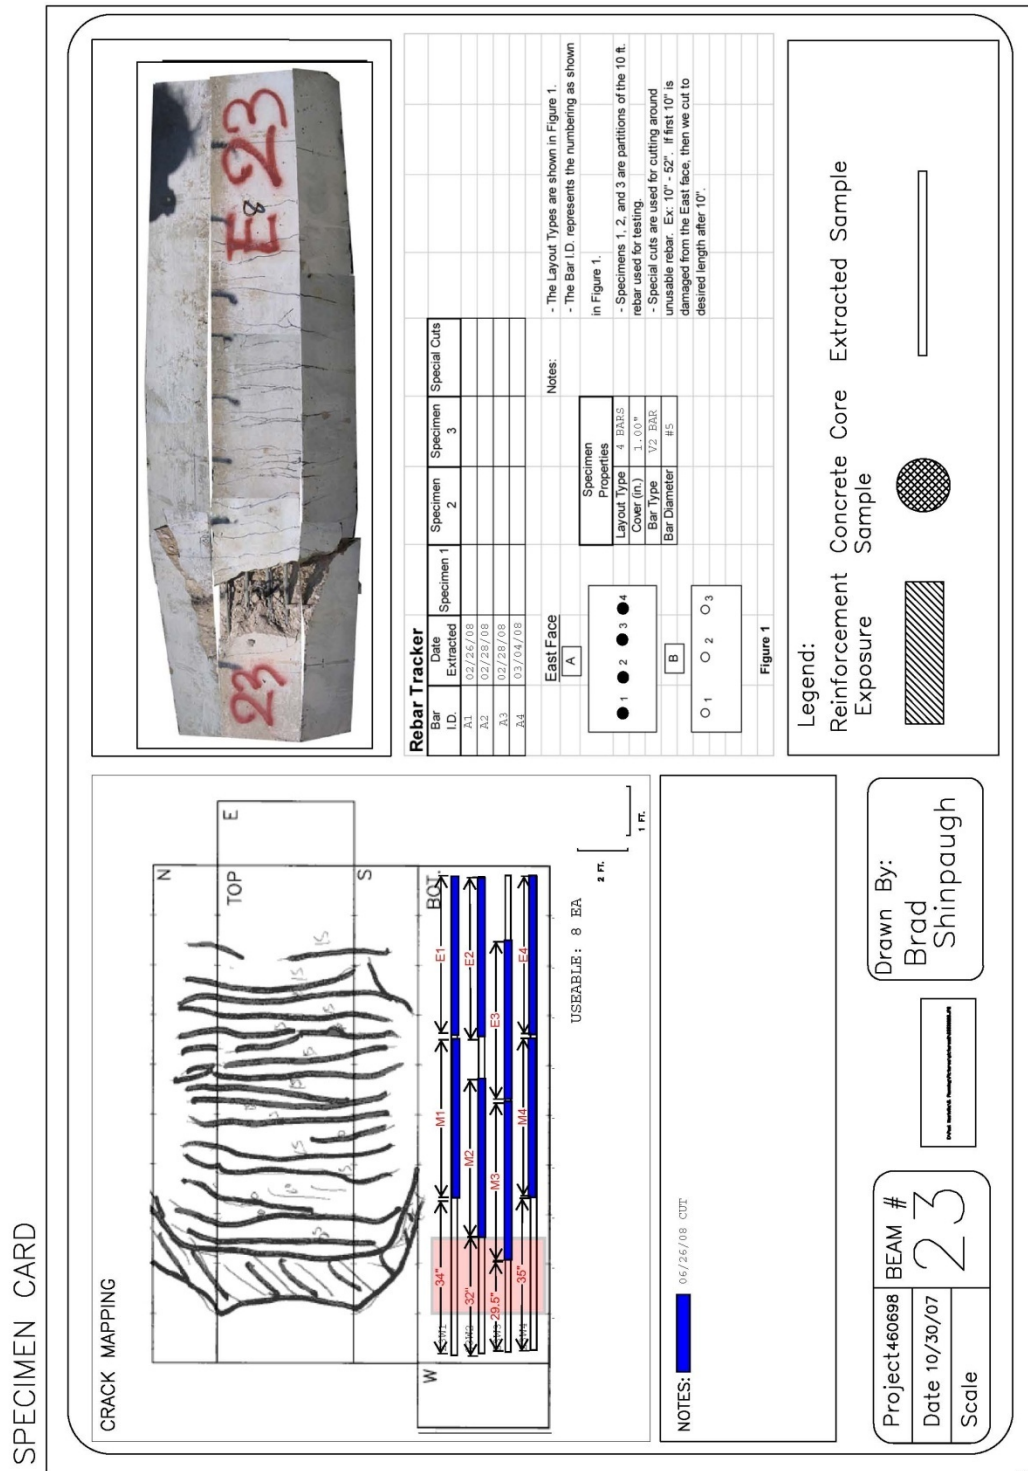 SPECIMEN CARD
CRACK MAPPING
N
TOP
E
S
W
BOT.
34"
M1
E1
32"
M2
E2
29.5"
M3
E3
35"
M4
E4
USEABLE: 8 EA
2 FT.
1 FT.
NOTES: 06/26/08 CUT
Project460698
Date 10/30/07
Scale
BEAM #
23
Drawn By:
Brad
Shinpaugh
23
E 23
8
Rebar Tracker
Bar I.D. Date Extracted Specimen 1 Specimen 2 Specimen 3 Special Cuts
A1 02/26/08
A2 02/28/08
A3 02/28/08
A4 03/04/08
East Face
A
1 2 3 4
B
1 2 3
Figure 1
Specimen
Properties
Layout Type 4 BARS
Cover (in.) 1.00"
Bar Type V2 BAR
Bar Diameter #5
Notes:
- The Layout Types are shown in Figure 1.
- The Bar I.D. represents the numbering as shown
in Figure 1.
- Specimens 1, 2, and 3 are partitions of the 10 ft.
rebar used for testing.
- Special cuts are used for cutting around
unusable rebar. Ex: 10" - 52". If first 10" is
damaged from the East face, then we cut to
desired length after 10".
Legend:
Reinforcement Exposure
Concrete Core Sample
Extracted Sample